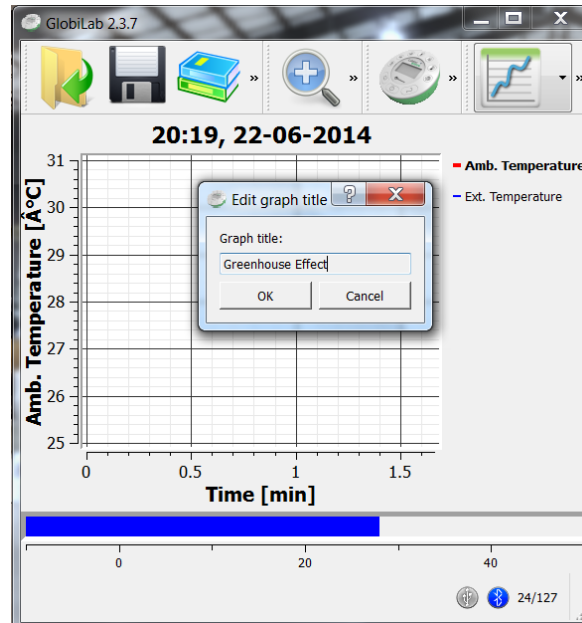 GlobiLab 2.3.7
»
»
»
»
20:19, 22-06-2014
Amb. Temperature
Ext. Temperature
Edit graph title
Graph title:
Greenhouse Effect
OK
Cancel
Amb. Temperature [Â°C]
31
30
29
28
27
26
25
0 0.5 1 1.5
Time [min]
0 20 40
24/127